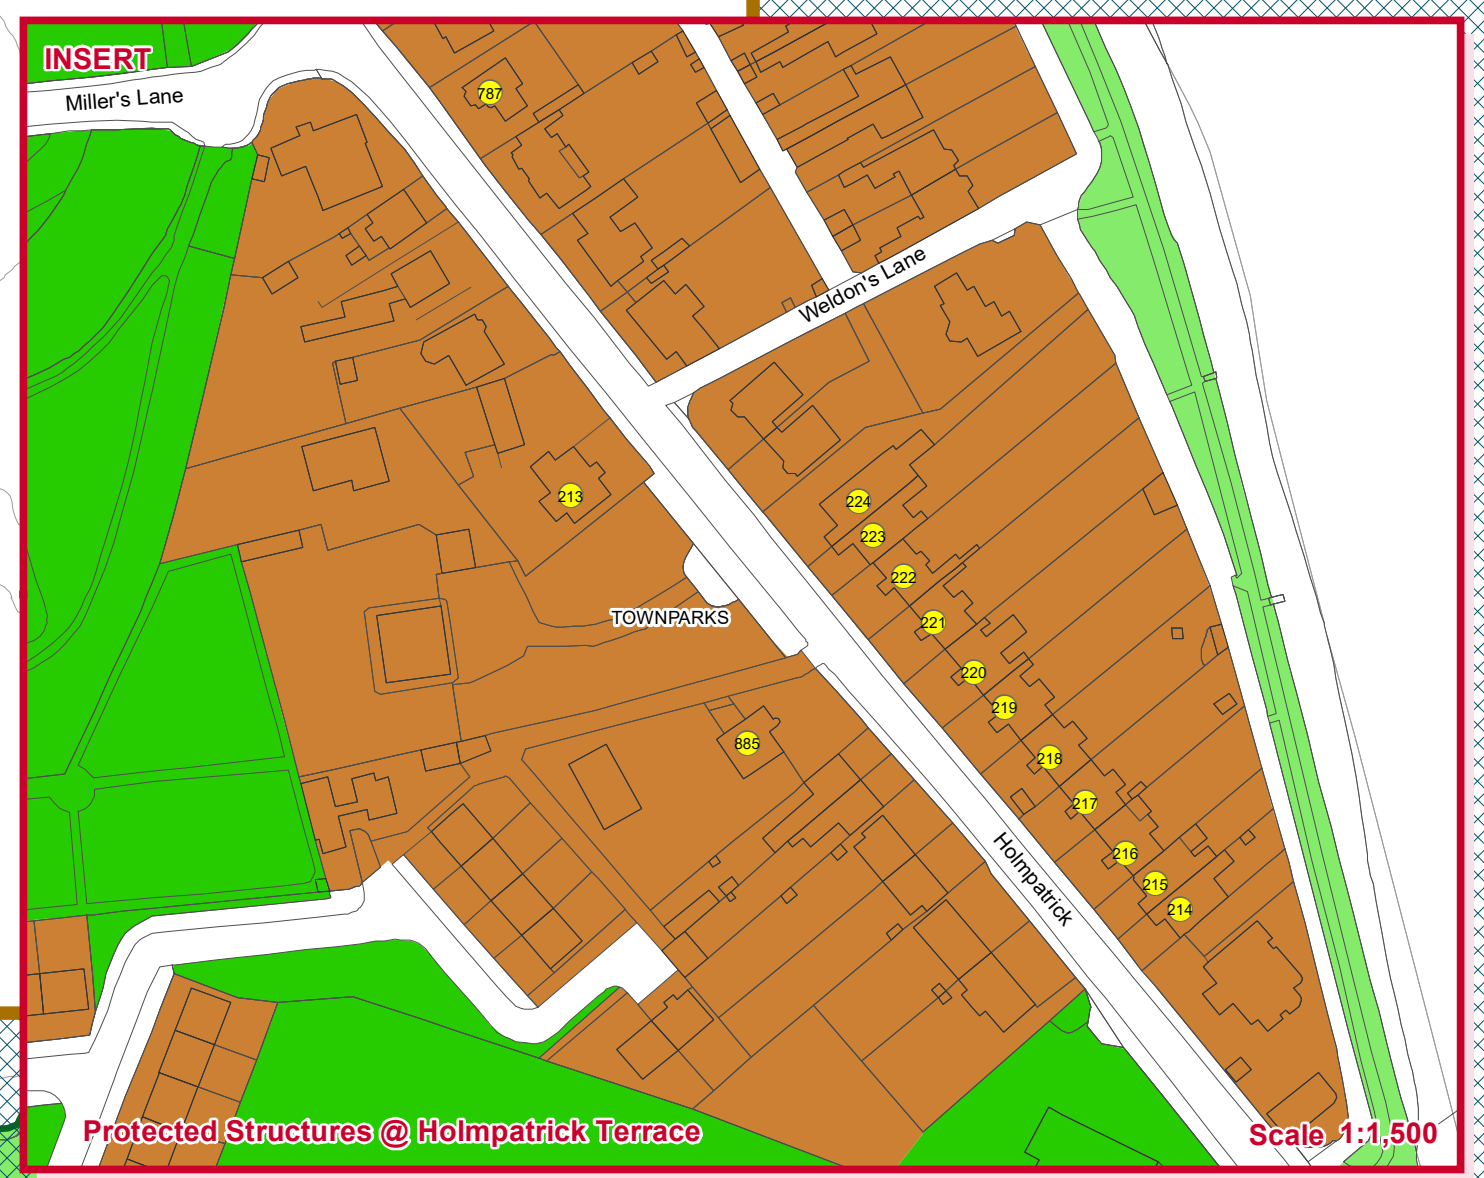 INSERT
Miller's Lane
787
Weldon's Lane
213
224
223
222
TOWNPARKS
221
220
219
885
218
217
Holmpatrick
216
215
214
Protected Structures @ Holmpatrick Terrace
Scale 1:1,500